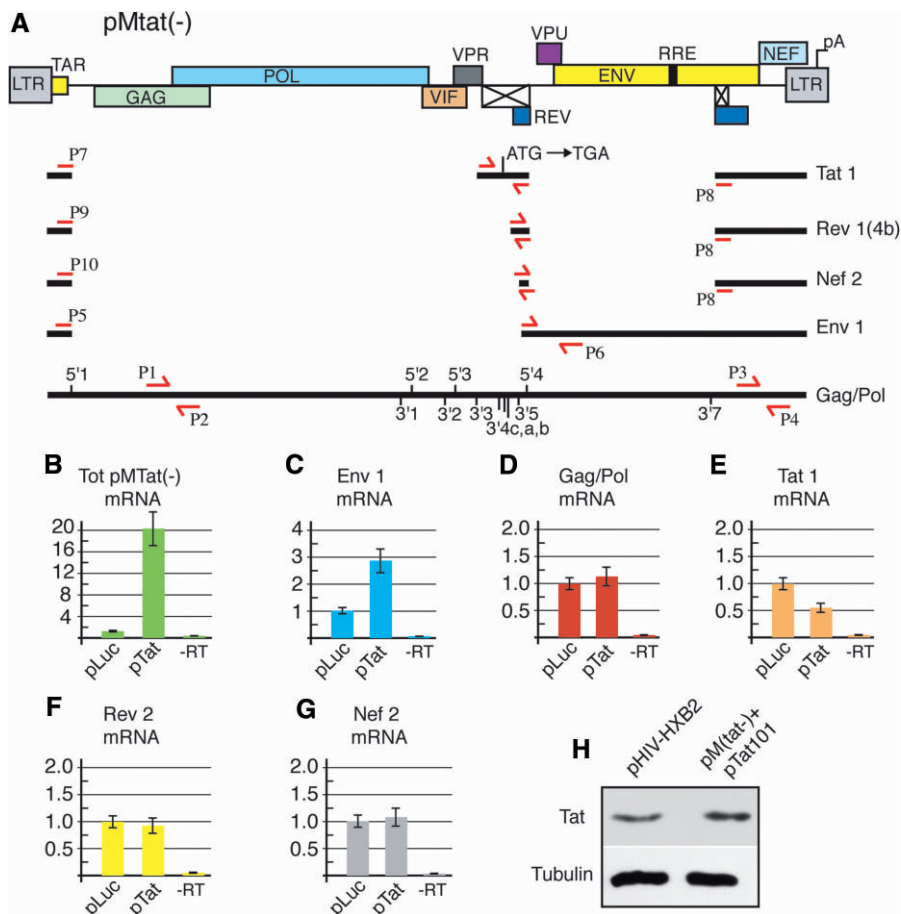 A
pMtat(-)
TAR
VPR
VPU
RRE
NEF
pA
LTR
POL
ENV
LTR
GAG
VIF
REV
P7
ATG → TGA
P8
Tat 1
P9
P8
Rev 1(4b)
P10
P8
Nef 2
P5
P6
Env 1
5'1
P1
P2
5'2
5'3
5'4
P3
P4
Gag/Pol
3'1
3'2
3'3
3'4c,a,b
3'5
3'7
B
Tot pMTat(-)
mRNA
20
16
12
8
4
pLuc
pTat
-RT
C
Env 1
mRNA
4
3
2
1
pLuc
pTat
-RT
D
Gag/Pol
mRNA
2.0
1.5
1.0
0.5
pLuc
pTat
-RT
E
Tat 1
mRNA
2.0
1.5
1.0
0.5
pLuc
pTat
-RT
F
Rev 2
mRNA
2.0
1.5
1.0
0.5
pLuc
pTat
-RT
G
Nef 2
mRNA
2.0
1.5
1.0
0.5
pLuc
pTat
-RT
H
pHIV-HXB2
pM(tat-)+
pTat101
Tat
Tubulin